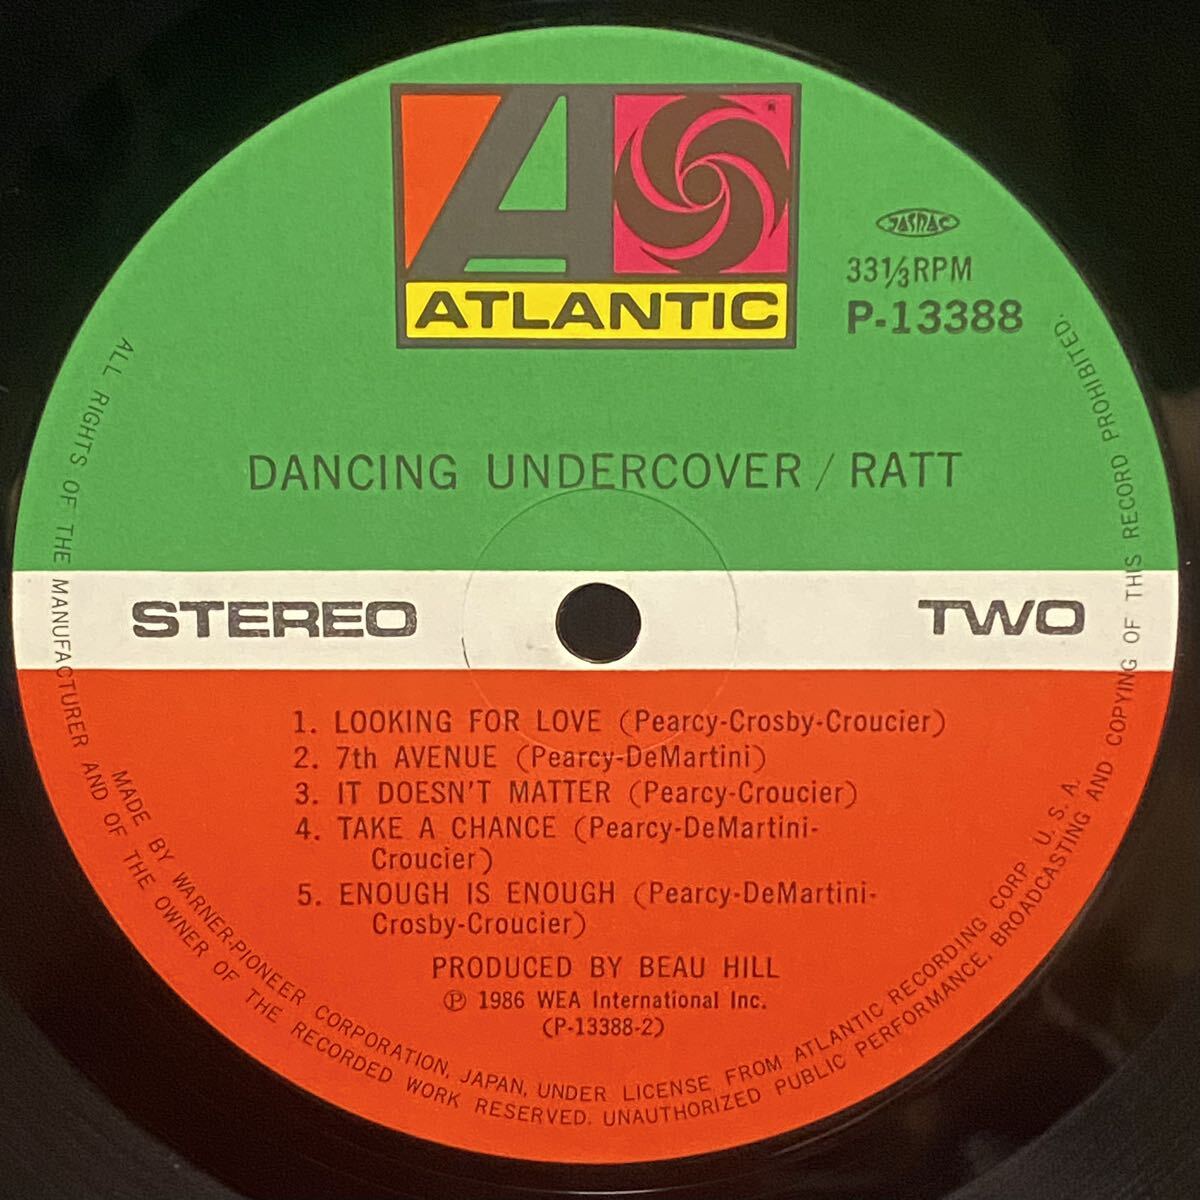 ATLANTIC
®
JASRAC
33 1/3 RPM
P-13388
DANCING UNDERCOVER / RATT
STEREO
TWO
1. LOOKING FOR LOVE (Pearcy-Crosby-Croucier)
2. 7th AVENUE (Pearcy-DeMartini)
3. IT DOESN'T MATTER (Pearcy-Croucier)
4. TAKE A CHANCE (Pearcy-DeMartini-
Croucier)
5. ENOUGH IS ENOUGH (Pearcy-DeMartini-
Crosby-Croucier)
PRODUCED BY BEAU HILL
℗ 1986 WEA International Inc.
(P-13388-2)
MADE BY WARNER-PIONEER CORPORATION, JAPAN, UNDER LICENSE FROM ATLANTIC RECORDING CORP. U. S. A.
ALL RIGHTS OF THE MANUFACTURER AND OF THE OWNER OF THE RECORDED WORK RESERVED. UNAUTHORIZED PUBLIC PERFORMANCE, BROADCASTING AND COPYING OF THIS RECORD PROHIBITED.